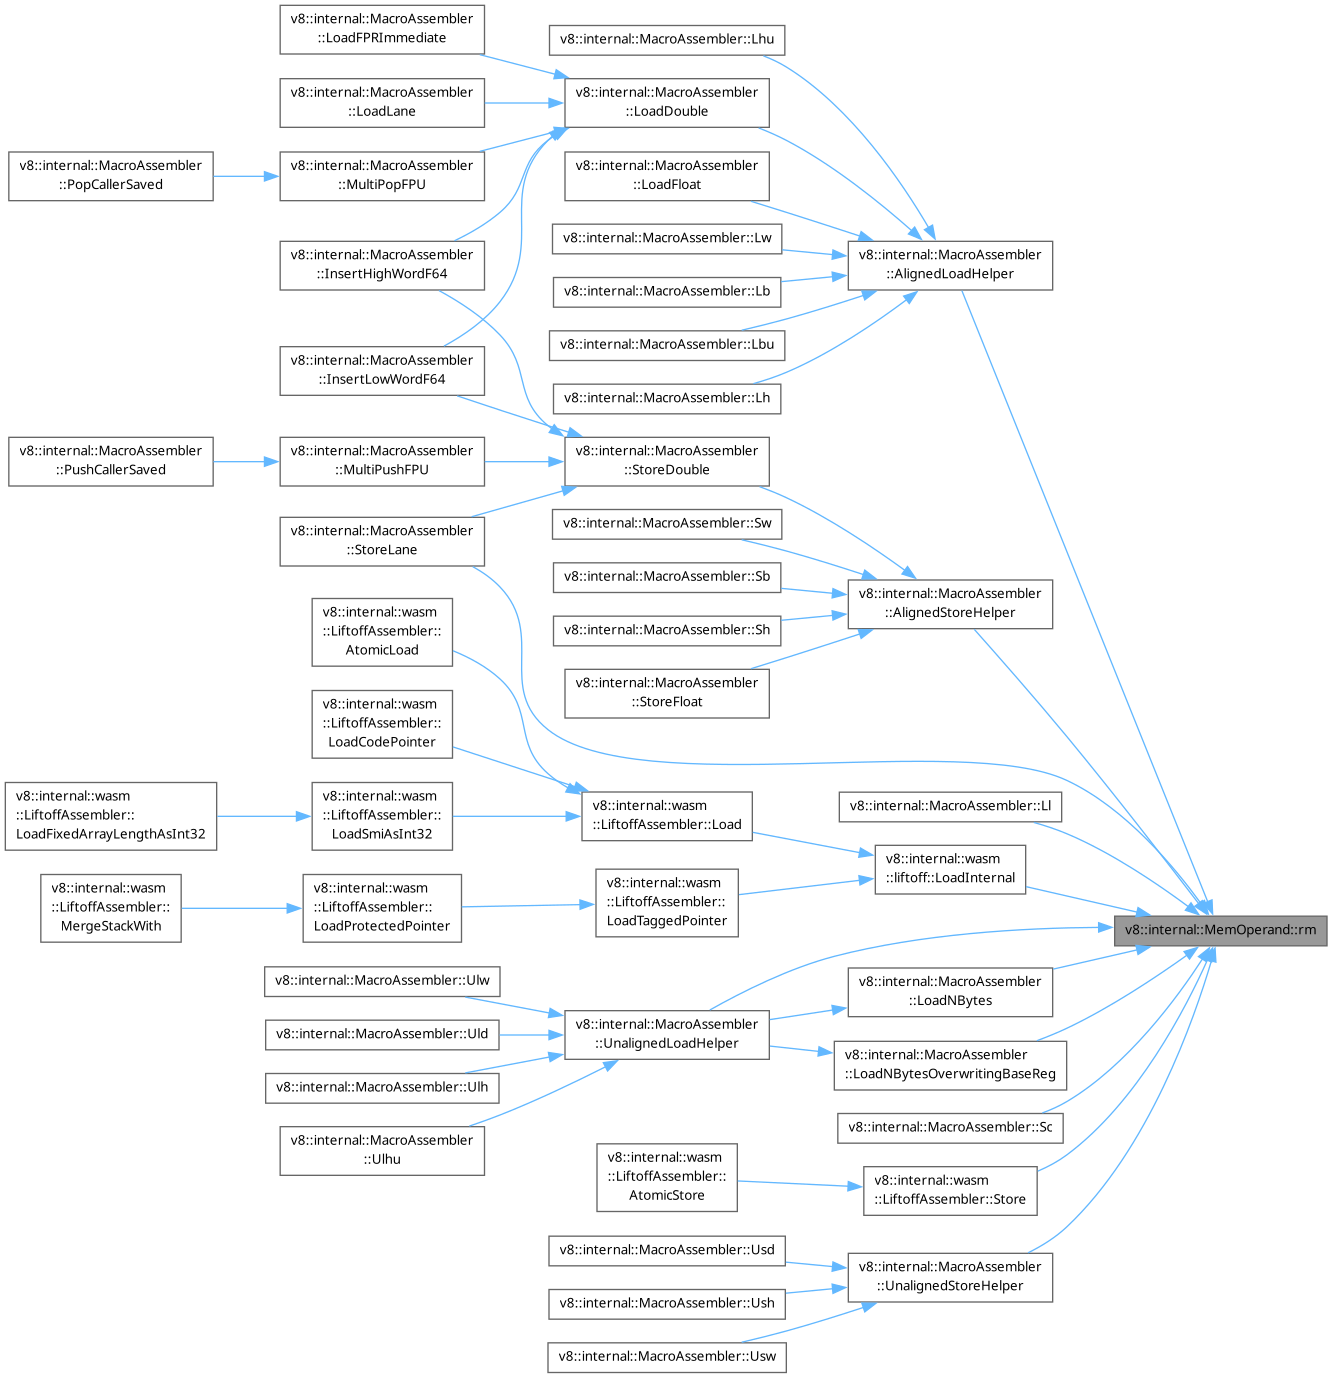 v8::internal::MacroAssembler
::LoadFPRImmediate
v8::internal::MacroAssembler::Lhu
v8::internal::MacroAssembler
::LoadLane
v8::internal::MacroAssembler
::LoadDouble
v8::internal::MacroAssembler
::PopCallerSaved
v8::internal::MacroAssembler
::MultiPopFPU
v8::internal::MacroAssembler
::LoadFloat
v8::internal::MacroAssembler::Lw
v8::internal::MacroAssembler
::InsertHighWordF64
v8::internal::MacroAssembler
::AlignedLoadHelper
v8::internal::MacroAssembler::Lb
v8::internal::MacroAssembler::Lbu
v8::internal::MacroAssembler
::InsertLowWordF64
v8::internal::MacroAssembler::Lh
v8::internal::MacroAssembler
::PushCallerSaved
v8::internal::MacroAssembler
::MultiPushFPU
v8::internal::MacroAssembler
::StoreDouble
v8::internal::MacroAssembler
::StoreLane
v8::internal::MacroAssembler::Sw
v8::internal::MacroAssembler::Sb
v8::internal::MacroAssembler
::AlignedStoreHelper
v8::internal::wasm
::LiftoffAssembler::
AtomicLoad
v8::internal::MacroAssembler::Sh
v8::internal::MacroAssembler
::StoreFloat
v8::internal::wasm
::LiftoffAssembler::
LoadCodePointer
v8::internal::wasm
::LiftoffAssembler::
LoadFixedArrayLengthAsInt32
v8::internal::wasm
::LiftoffAssembler::
LoadSmiAsInt32
v8::internal::wasm
::LiftoffAssembler::Load
v8::internal::MacroAssembler::Ll
v8::internal::wasm
::liftoff::LoadInternal
v8::internal::wasm
::LiftoffAssembler::
MergeStackWith
v8::internal::wasm
::LiftoffAssembler::
LoadProtectedPointer
v8::internal::wasm
::LiftoffAssembler::
LoadTaggedPointer
v8::internal::MemOperand::rm
v8::internal::MacroAssembler::Ulw
v8::internal::MacroAssembler
::LoadNBytes
v8::internal::MacroAssembler::Uld
v8::internal::MacroAssembler
::UnalignedLoadHelper
v8::internal::MacroAssembler::Ulh
v8::internal::MacroAssembler
::LoadNBytesOverwritingBaseReg
v8::internal::MacroAssembler
::Ulhu
v8::internal::MacroAssembler::Sc
v8::internal::wasm
::LiftoffAssembler::
AtomicStore
v8::internal::wasm
::LiftoffAssembler::Store
v8::internal::MacroAssembler::Usd
v8::internal::MacroAssembler
::UnalignedStoreHelper
v8::internal::MacroAssembler::Ush
v8::internal::MacroAssembler::Usw